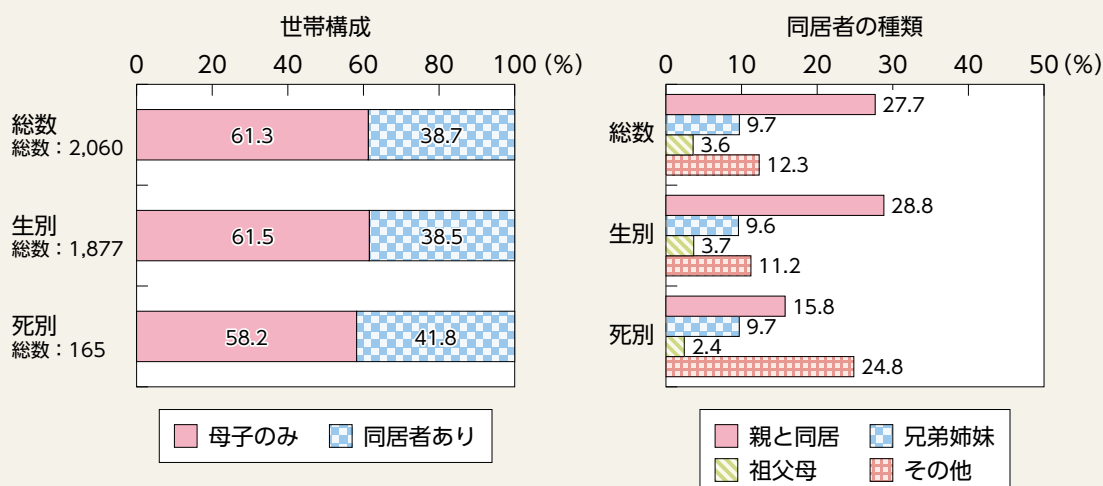 世帯構成
0 20 40 60 80 100 (%)
総数
総数：2,060
61.3 38.7
生別
総数：1,877
61.5 38.5
死別
総数：165
58.2 41.8
母子のみ 同居者あり
同居者の種類
0 10 20 30 40 50 (%)
総数
27.7
9.7
3.6
12.3
生別
28.8
9.6
3.7
11.2
死別
15.8
9.7
2.4
24.8
親と同居 兄弟姉妹
祖父母 その他